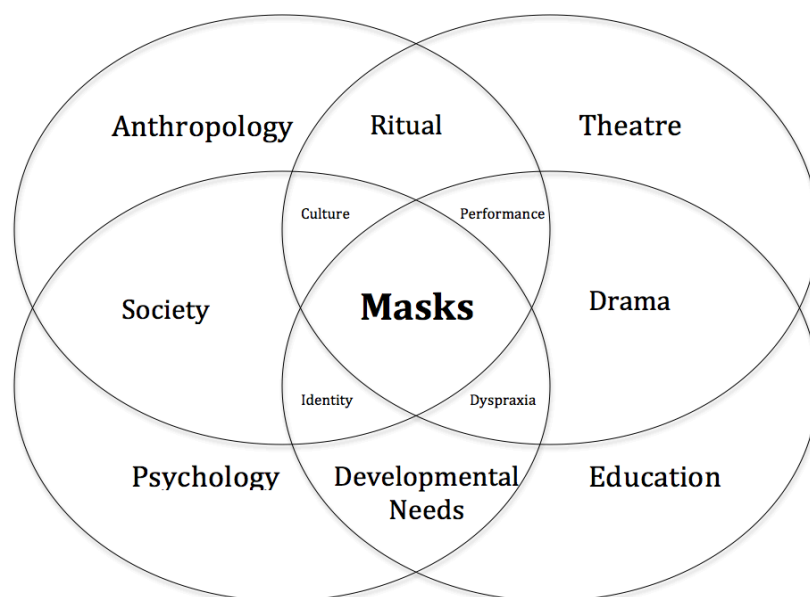 Anthropology
Ritual
Theatre
Culture
Performance
Society
Masks
Drama
Identity
Dyspraxia
Psychology
Developmental
Needs
Education